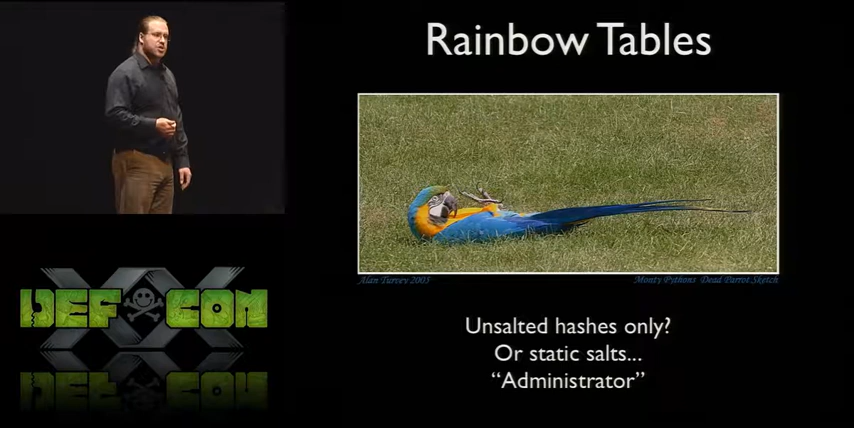 Rainbow Tables
Alan Turvey 2005
Monty Pythons Dead Parrot Sketch
DEF CON
XX
Unsalted hashes only?
Or static salts...
“Administrator”